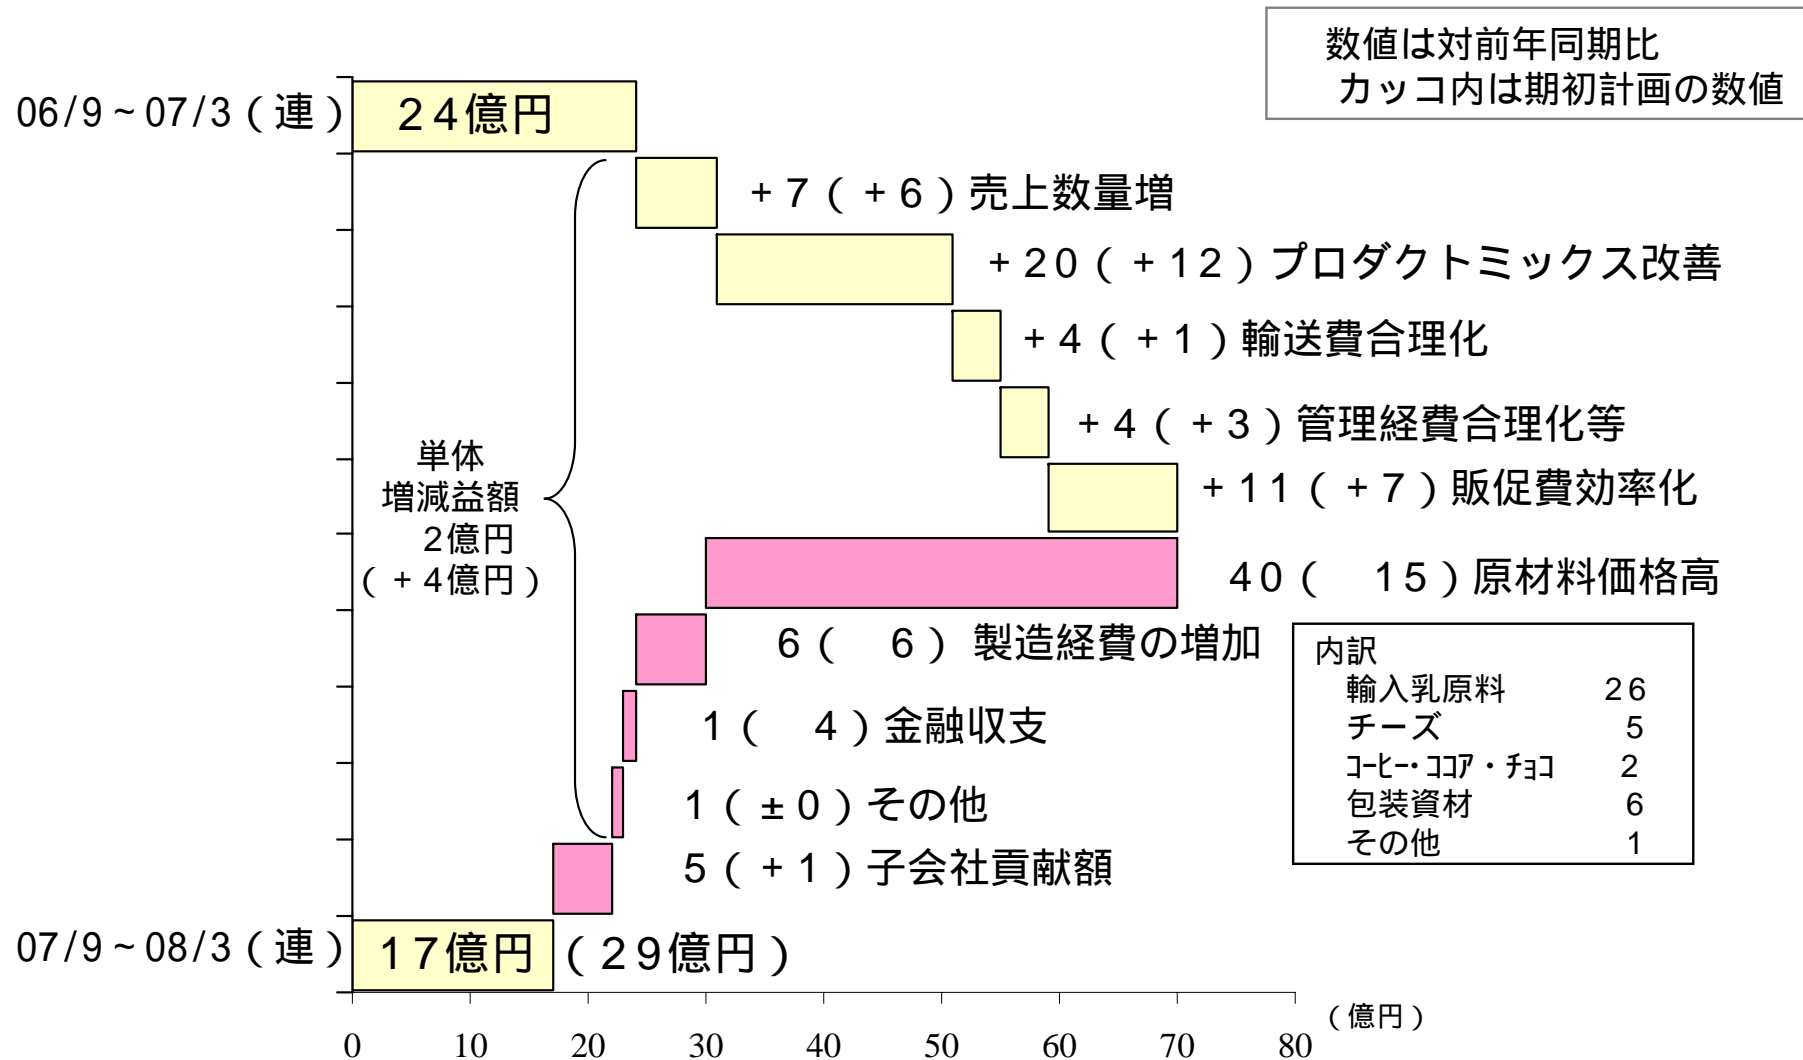 数値は対前年同期比
カッコ内は期初計画の数値
06/9~07/3(連)
24億円
+7(+6)売上数量増
+20(+12)プロダクトミックス改善
+4(+1)輸送費合理化
+4(+3)管理経費合理化等
+11(+7)販促費効率化
単体
増減益額
2億円
(+4億円)
40( 15)原材料価格高
6( 6) 製造経費の増加
1( 4)金融収支
1(±0)その他
5(+1)子会社貢献額
内訳
輸入乳原料 26
チーズ 5
コーヒー・ココア・チョコ 2
包装資材 6
その他 1
07/9~08/3(連)
17億円(29億円)
0 10 20 30 40 50 60 70 80
(億円)